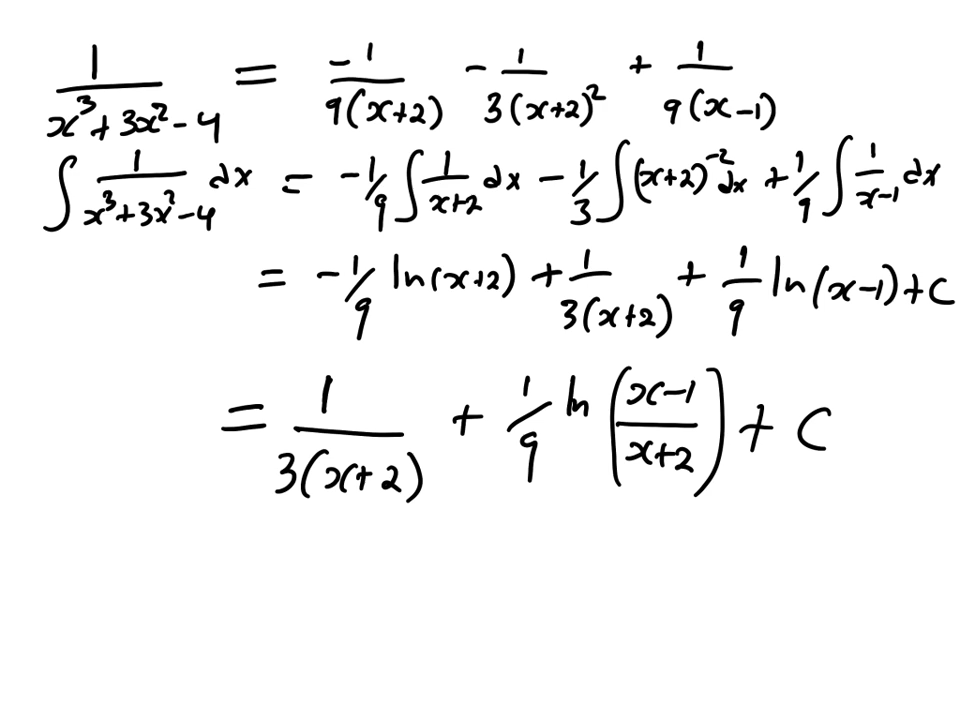 1/(x³+3x²-4) = -1/(9(x+2)) - 1/(3(x+2)²) + 1/(9(x-1))
∫ 1/(x³+3x²-4) dx = -1/9 ∫ 1/(x+2) dx - 1/3 ∫ (x+2)⁻² dx + 1/9 ∫ 1/(x-1) dx
= -1/9 ln(x+2) + 1/(3(x+2)) + 1/9 ln(x-1) + C
= 1/(3(x+2)) + 1/9 ln((x-1)/(x+2)) + C